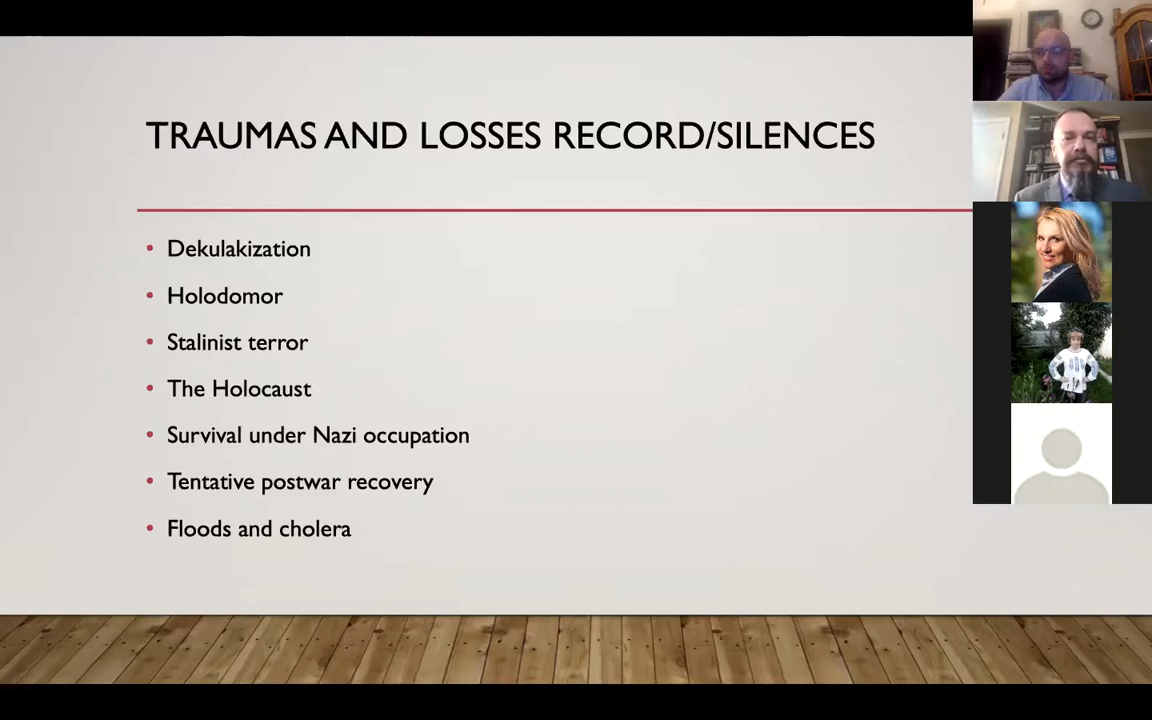 TRAUMAS AND LOSSES RECORD/SILENCES
• Dekulakization
• Holodomor
• Stalinist terror
• The Holocaust
• Survival under Nazi occupation
• Tentative postwar recovery
• Floods and cholera